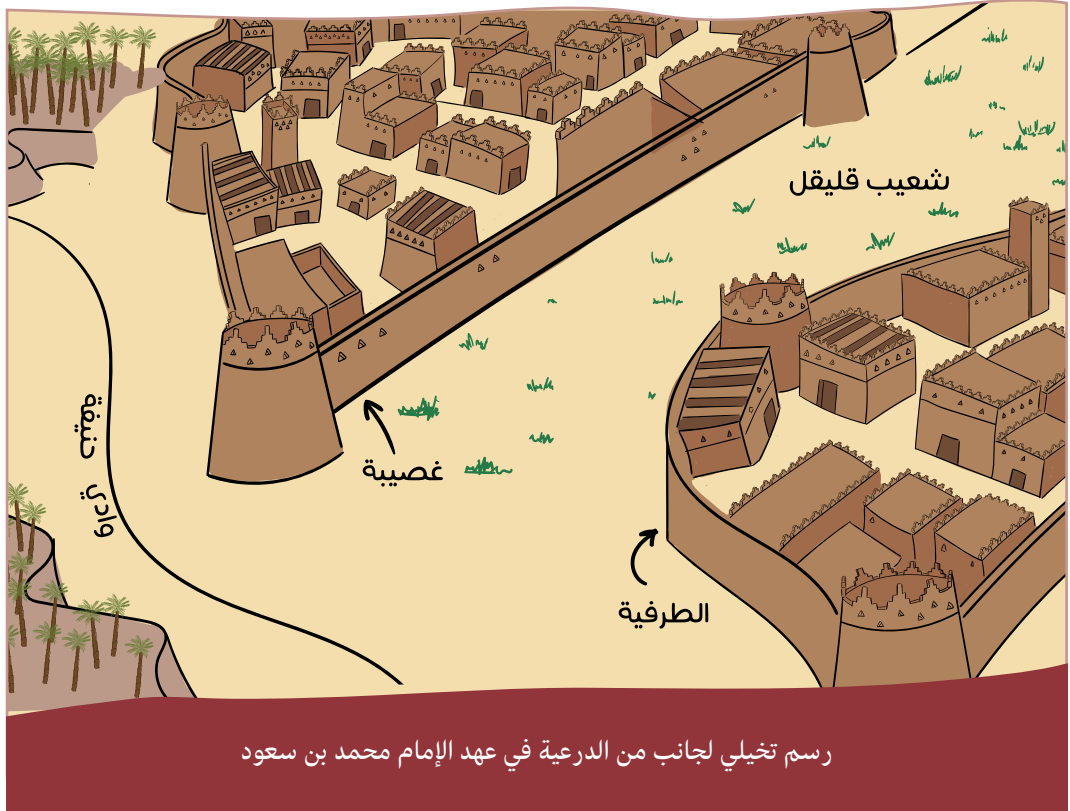 شعيب قليقل
غصيبة
وادي حنيفة
الطرفية
رسم تخيلي لجانب من الدرعية في عهد الإمام محمد بن سعود